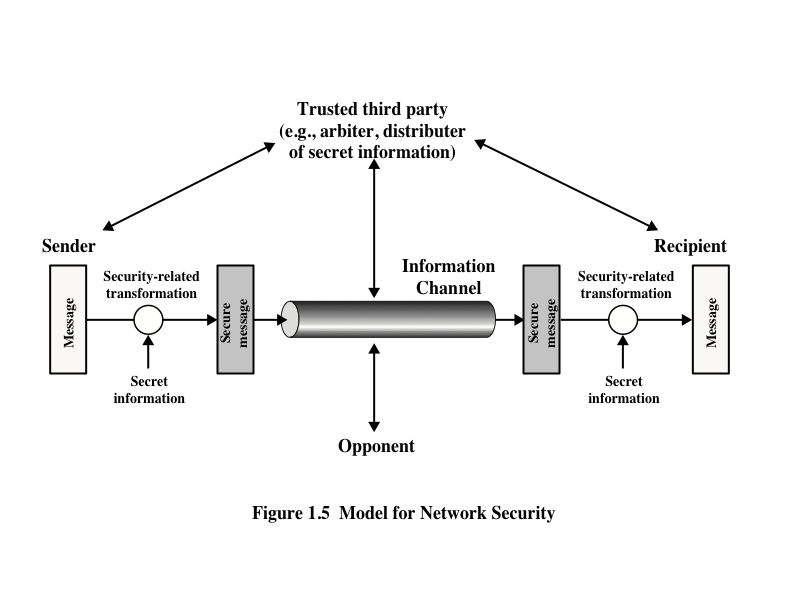 Trusted third party
(e.g., arbiter, distributer
of secret information)
Sender
Recipient
Information
Channel
Security-related
transformation
Security-related
transformation
Message
Secure
message
Secure
message
Message
Secret
information
Secret
information
Opponent
Figure 1.5 Model for Network Security